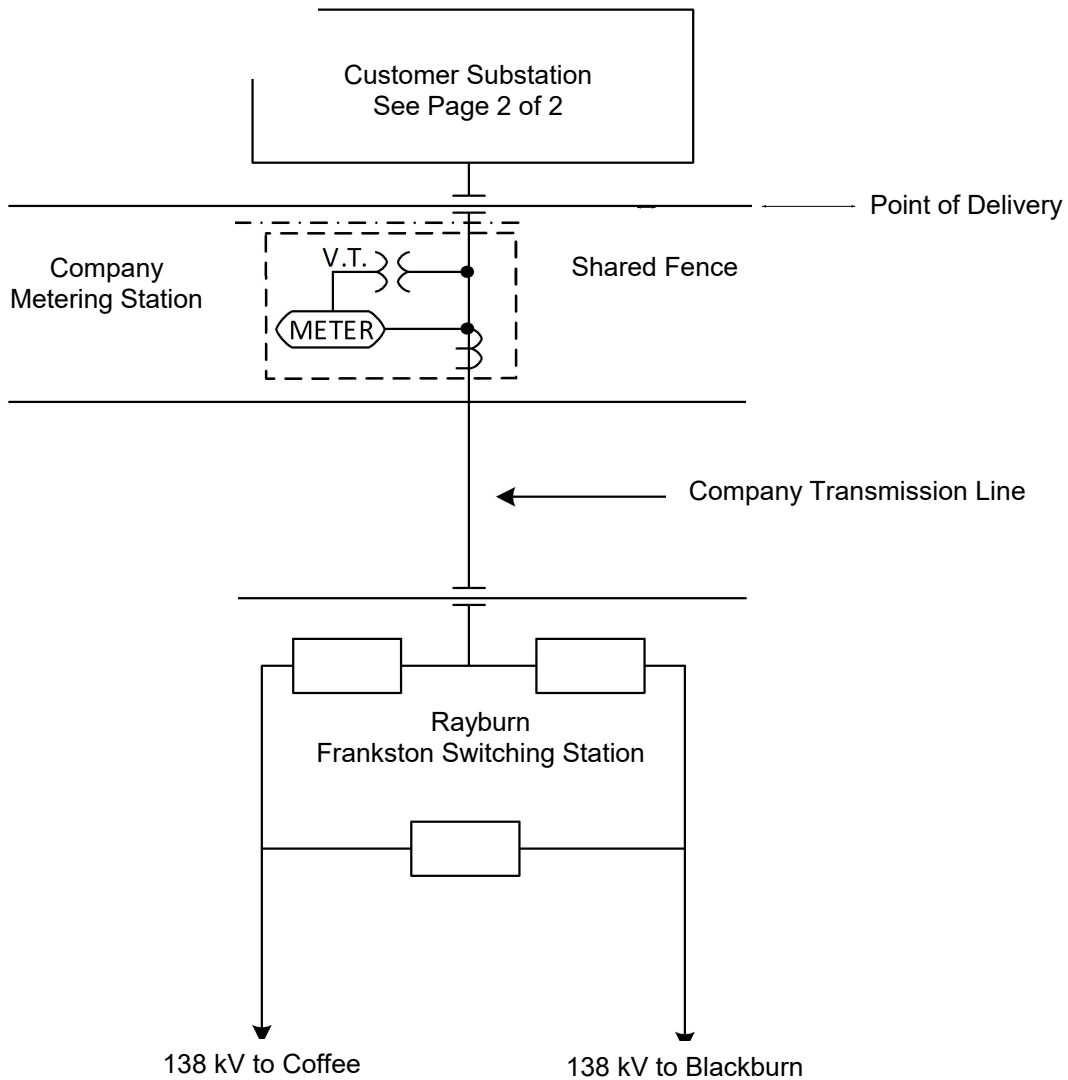 Customer Substation
See Page 2 of 2
Point of Delivery
V.T.
Company
Metering Station
Shared Fence
METER
Company Transmission Line
Rayburn
Frankston Switching Station
138 kV to Coffee
138 kV to Blackburn